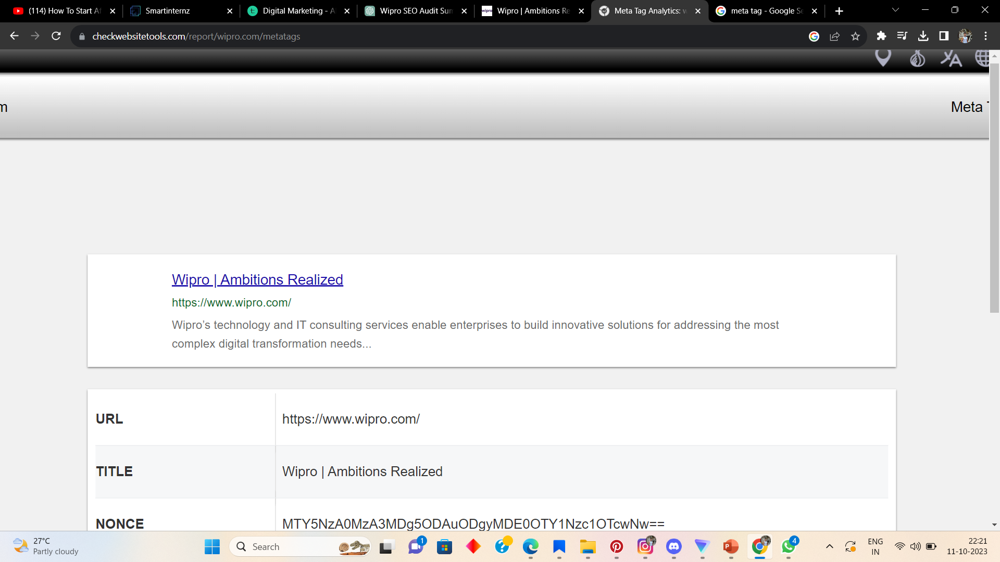 (114) How To Start Af
Smartinternz
Digital Marketing - A
Wipro SEO Audit Sum
wipro
Wipro | Ambitions Re
Meta Tag Analytics: w
meta tag - Google Se
checkwebsitetools.com/report/wipro.com/metatags
m
Meta T
Wipro | Ambitions Realized
https://www.wipro.com/
Wipro’s technology and IT consulting services enable enterprises to build innovative solutions for addressing the most
complex digital transformation needs...
URL
https://www.wipro.com/
TITLE
Wipro | Ambitions Realized
NONCE
MTY5NzA0MzA3MDg5ODAuODgyMDE0OTY1Nzc1OTcwNw==
27°C
Partly cloudy
Search
1
4
ENG
IN
22:21
11-10-2023